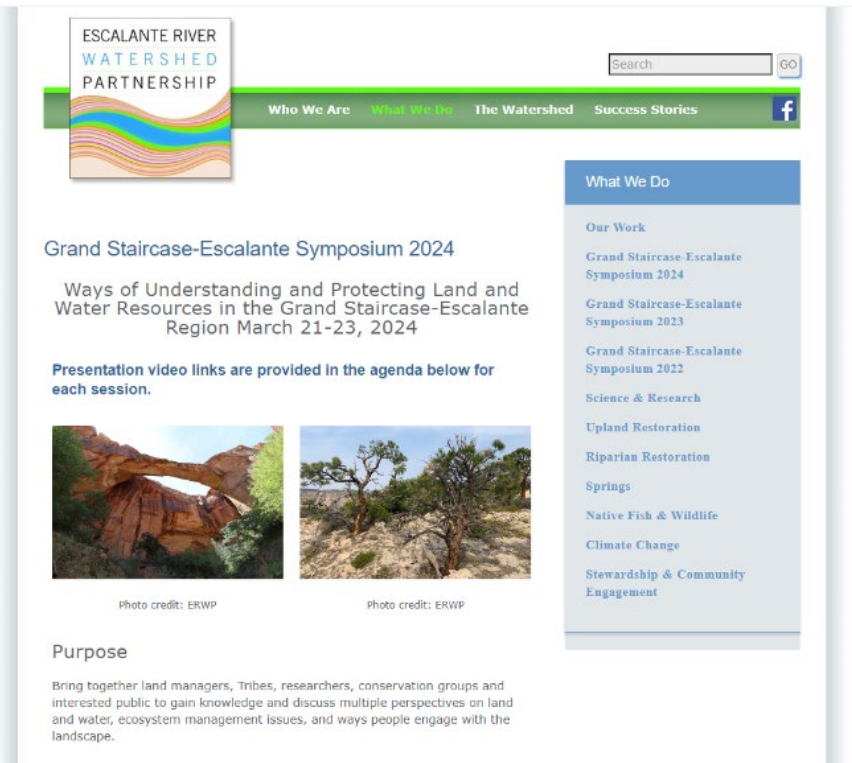 ESCALANTE RIVER
WATERSHED
PARTNERSHIP
Search
GO
Who We Are
What We Do
The Watershed
Success Stories
f
What We Do
Our Work
Grand Staircase-Escalante
Symposium 2024
Grand Staircase-Escalante
Symposium 2023
Grand Staircase-Escalante
Symposium 2022
Science & Research
Upland Restoration
Riparian Restoration
Springs
Native Fish & Wildlife
Climate Change
Stewardship & Community
Engagement
Grand Staircase-Escalante Symposium 2024
Ways of Understanding and Protecting Land and
Water Resources in the Grand Staircase-Escalante
Region March 21-23, 2024
Presentation video links are provided in the agenda below for
each session.
Photo credit: ERWP
Photo credit: ERWP
Purpose
Bring together land managers, Tribes, researchers, conservation groups and
interested public to gain knowledge and discuss multiple perspectives on land
and water, ecosystem management issues, and ways people engage with the
landscape.